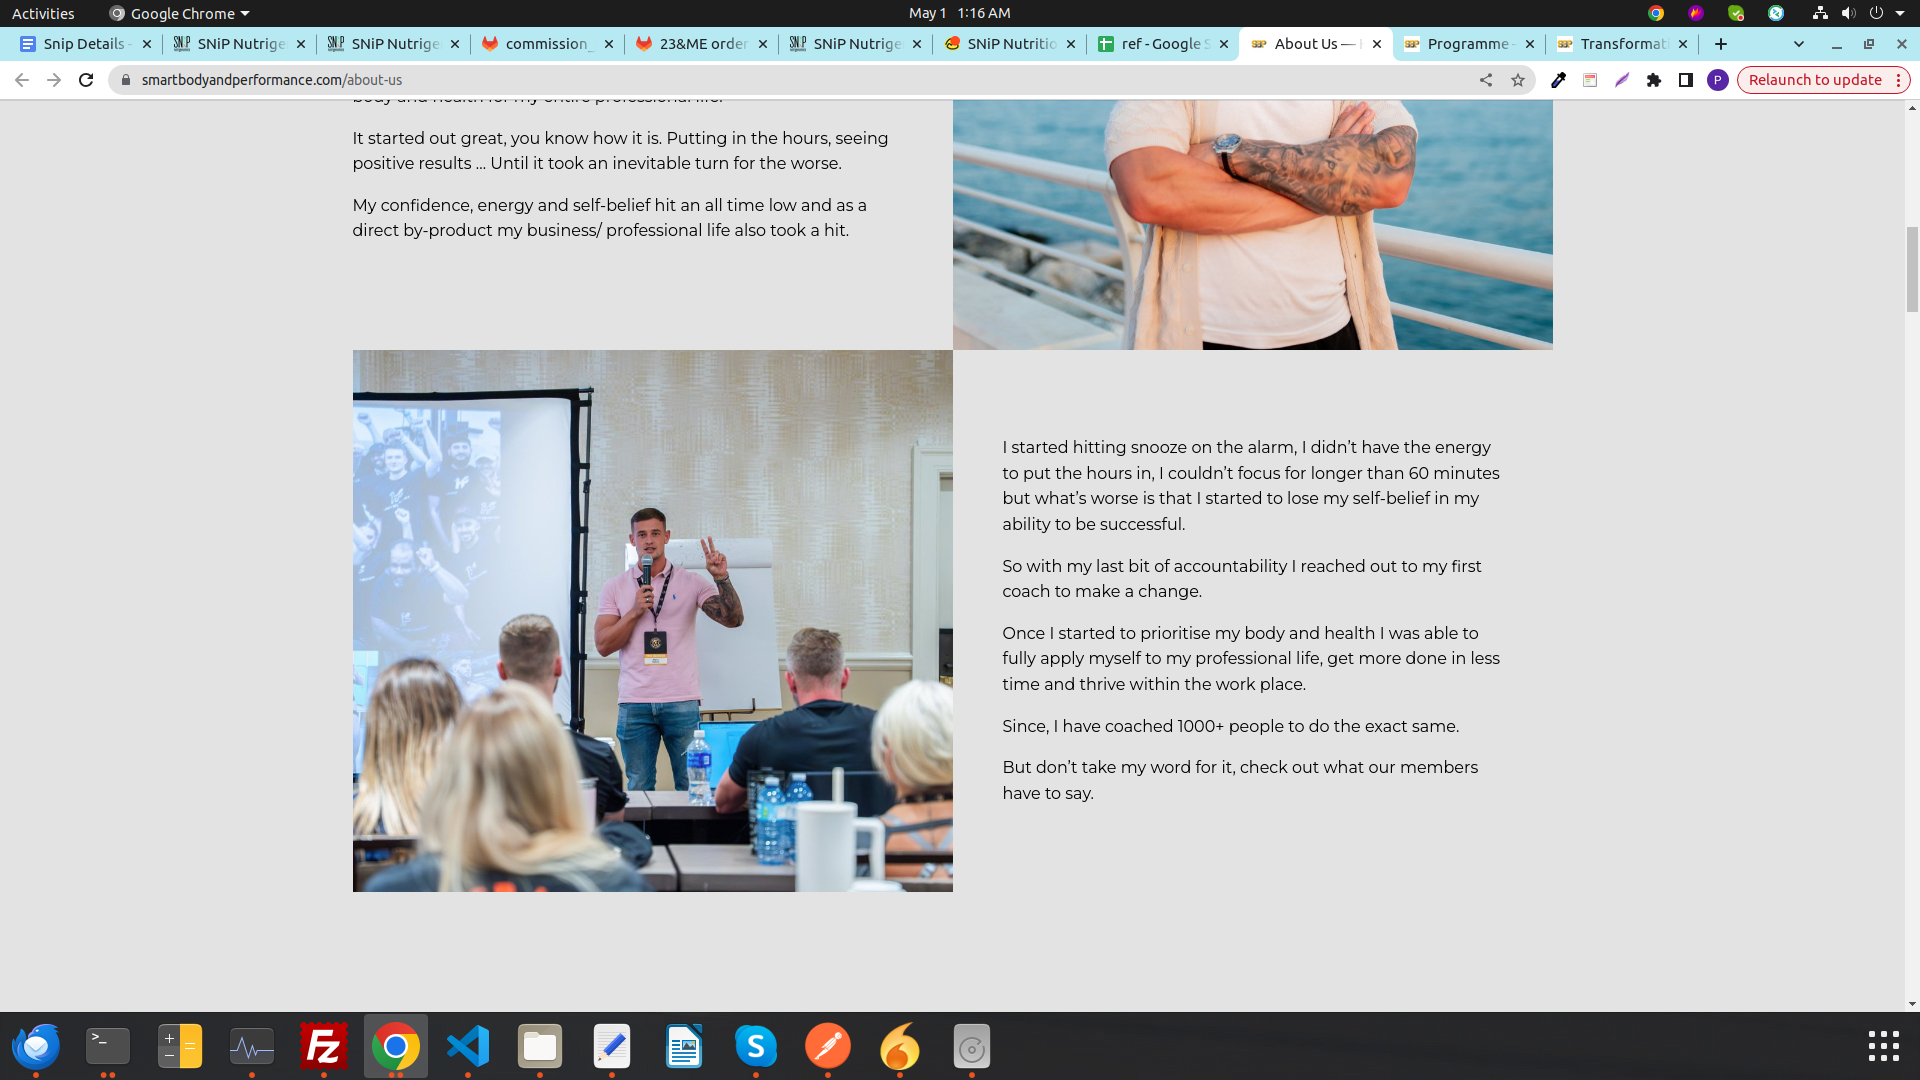 Activities
Google Chrome
May 1 1:16 AM
Snip Details -
SNiP Nutrige
SNiP Nutrige
commission_
23&ME order
SNiP Nutrige
SNiP Nutritio
ref - Google S
About Us —
Programme -
Transformat
smartbodyandperformance.com/about-us
P
Relaunch to update
body and health for my entire professional life.
It started out great, you know how it is. Putting in the hours, seeing
positive results ... Until it took an inevitable turn for the worse.
My confidence, energy and self-belief hit an all time low and as a
direct by-product my business/ professional life also took a hit.
I started hitting snooze on the alarm, I didn’t have the energy
to put the hours in, I couldn’t focus for longer than 60 minutes
but what’s worse is that I started to lose my self-belief in my
ability to be successful.
So with my last bit of accountability I reached out to my first
coach to make a change.
Once I started to prioritise my body and health I was able to
fully apply myself to my professional life, get more done in less
time and thrive within the work place.
Since, I have coached 1000+ people to do the exact same.
But don’t take my word for it, check out what our members
have to say.